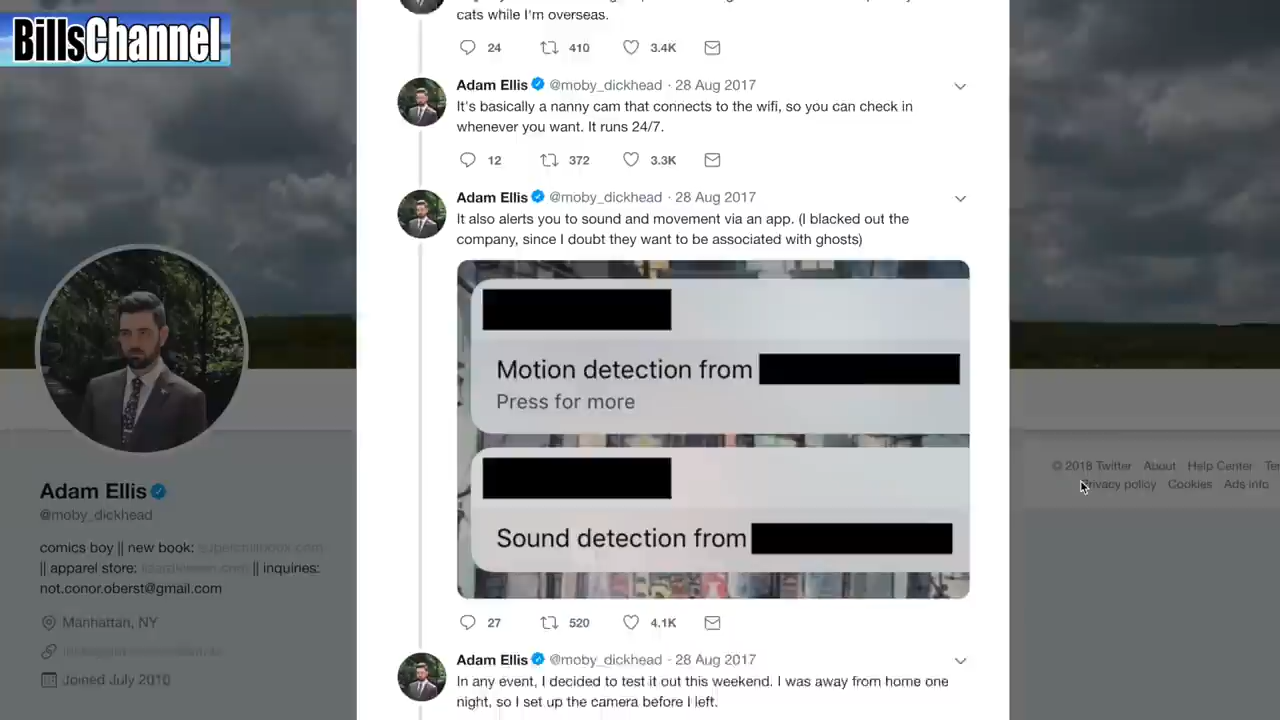 BillsChannel
cats while I'm overseas.
24 410 3.4K
Adam Ellis @moby_dickhead · 28 Aug 2017
It's basically a nanny cam that connects to the wifi, so you can check in
whenever you want. It runs 24/7.
12 372 3.3K
Adam Ellis @moby_dickhead · 28 Aug 2017
It also alerts you to sound and movement via an app. (I blacked out the
company, since I doubt they want to be associated with ghosts)
Motion detection from
Press for more
Sound detection from
27 520 4.1K
Adam Ellis @moby_dickhead · 28 Aug 2017
In any event, I decided to test it out this weekend. I was away from home one
night, so I set up the camera before I left.
Adam Ellis
@moby_dickhead
comics boy || new book:
|| apparel store: || inquiries:
not.conor.oberst@gmail.com
Manhattan, NY
Joined July 2010
© 2018 Twitter About Help Center
Privacy policy Cookies Ads info